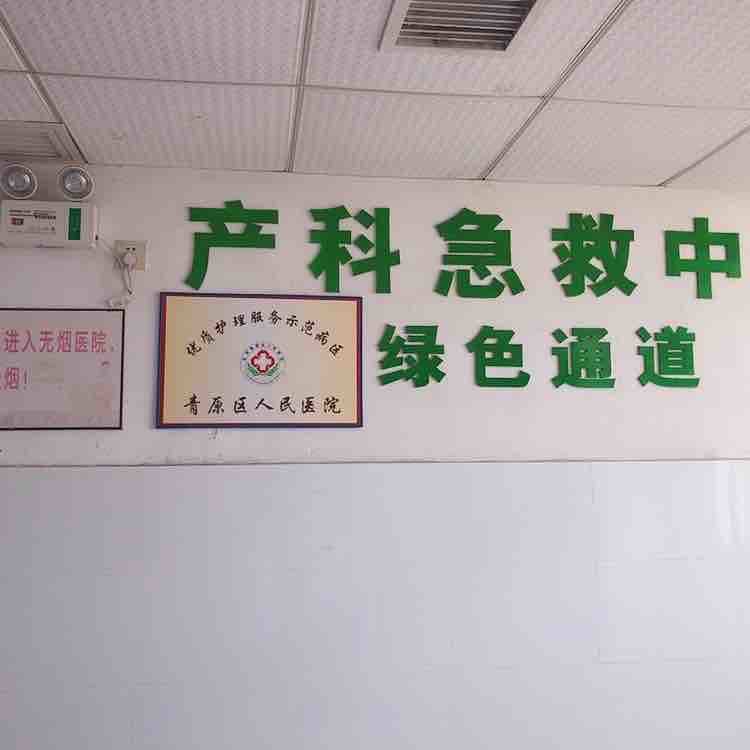 产科急救中
绿色通道
优质护理服务示范病区
青原区人民医院
进入无烟医院、
烟！